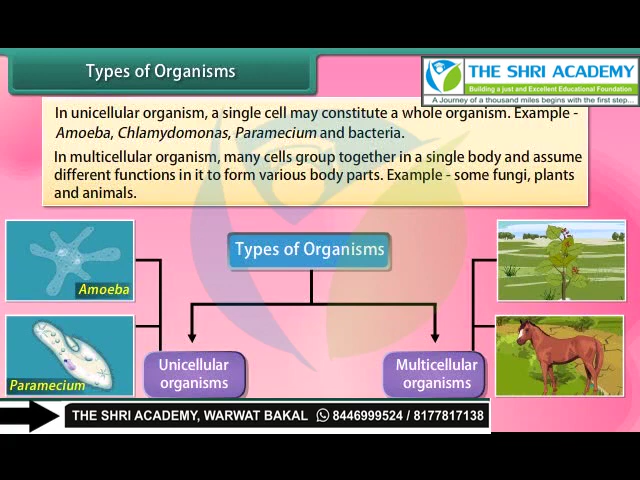 Types of Organisms
THE SHRI ACADEMY
Building a just and Excellent Educational Foundation
A Journey of a thousand miles begins with the first step...
In unicellular organism, a single cell may constitute a whole organism. Example -
Amoeba, Chlamydomonas, Paramecium and bacteria.
In multicellular organism, many cells group together in a single body and assume
different functions in it to form various body parts. Example - some fungi, plants
and animals.
Types of Organisms
Amoeba
Paramecium
Unicellular
organisms
Multicellular
organisms
THE SHRI ACADEMY, WARWAT BAKAL 8446999524 / 8177817138